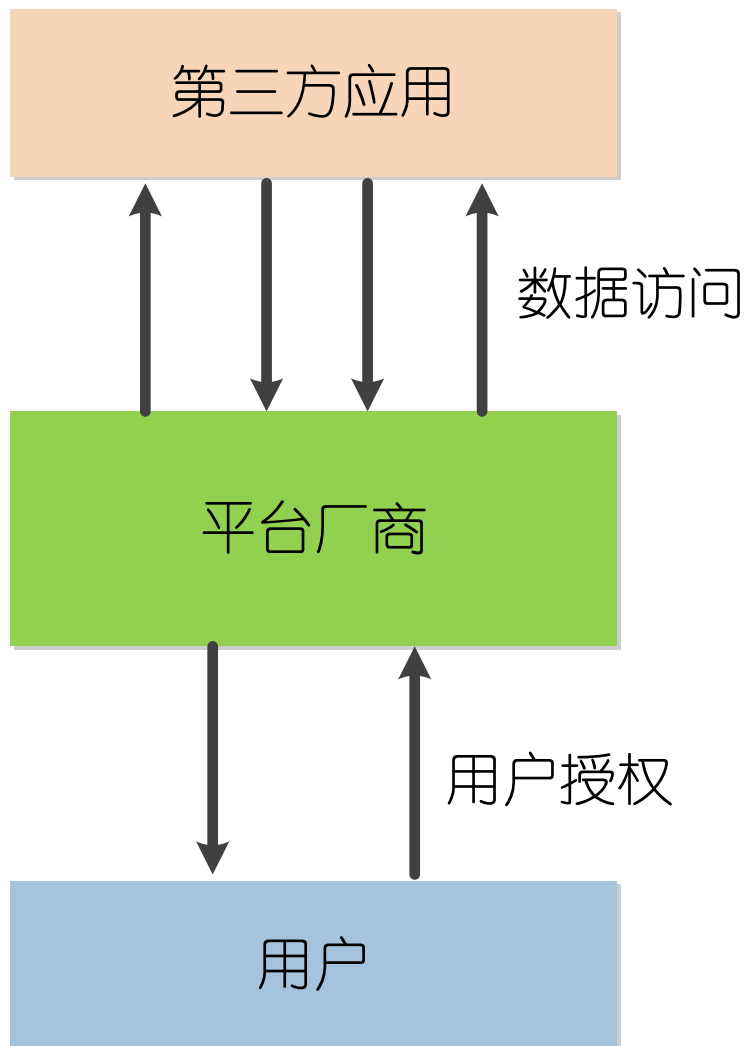 第三方应用
数据访问
平台厂商
用户授权
用户